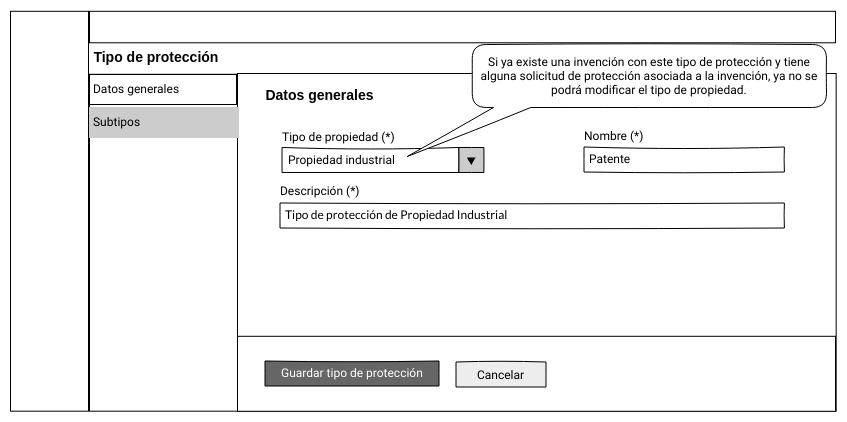 Tipo de protección
Si ya existe una invención con este tipo de protección y tiene
alguna solicitud de protección asociada a la invención, ya no se
podrá modificar el tipo de propiedad.
Datos generales
Subtipos
Datos generales
Tipo de propiedad (*)
Nombre (*)
Propiedad industrial
Patente
Descripción (*)
Tipo de protección de Propiedad Industrial
Guardar tipo de protección
Cancelar